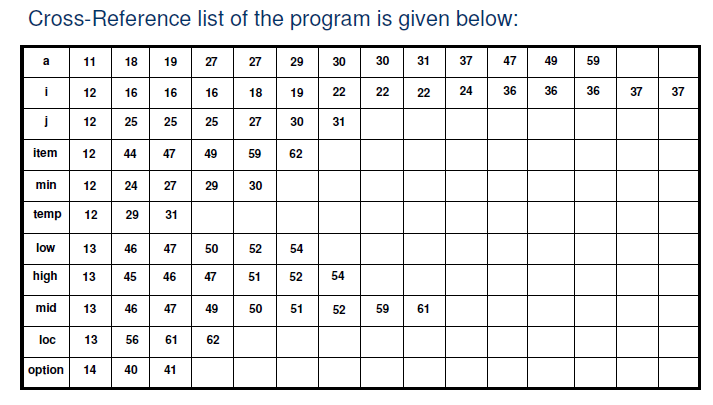 Cross-Reference list of the program is given below:
a 11 18 19 27 27 29 30 30 31 37 47 49 59
i 12 16 16 16 18 19 22 22 22 24 36 36 36 37 37
j 12 25 25 25 27 30 31
item 12 44 47 49 59 62
min 12 24 27 29 30
temp 12 29 31
low 13 46 47 50 52 54
high 13 45 46 47 51 52 54
mid 13 46 47 49 50 51 52 59 61
loc 13 56 61 62
option 14 40 41